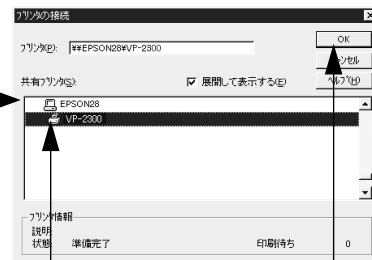 プリンタの接続
プリンタ(P): ¥¥EPSON28¥VP-2300
OK
キャンセル
ヘルプ(H)
共有プリンタ(S):
展開して表示する(E)
EPSON28
VP-2300
プリンタ情報
説明
状態 準備完了 印刷待ち 0